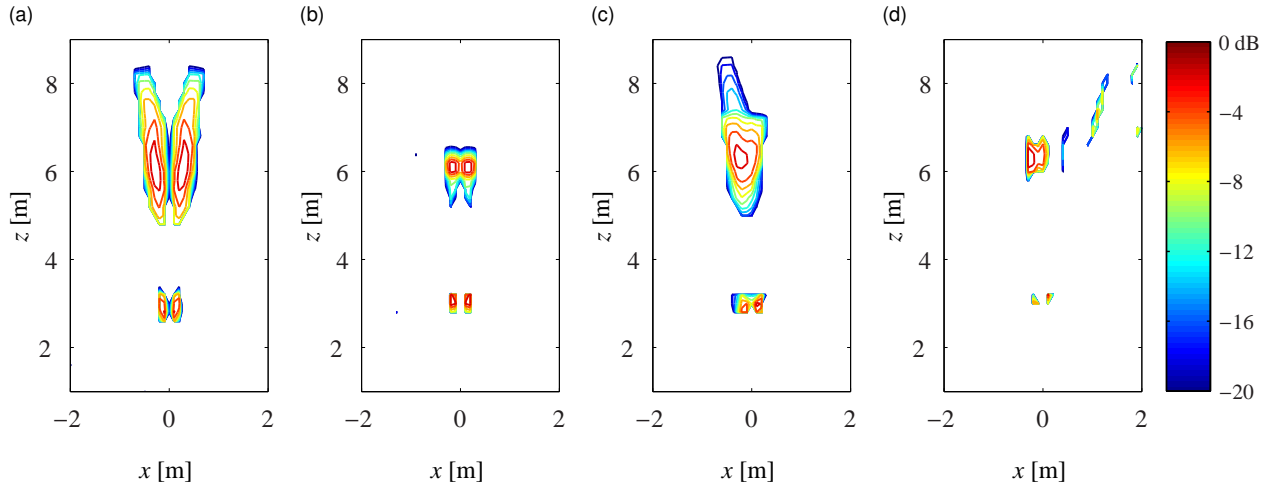 (a) (b) (c) (d)
0 dB
8 8 8 8
−4
6 6 6 6
−8
z [m] z [m] z [m] z [m]
4 4 4 4
−12
−16
2 2 2 2
−20
−2 0 2 −2 0 2 −2 0 2 −2 0 2
x [m] x [m] x [m] x [m]